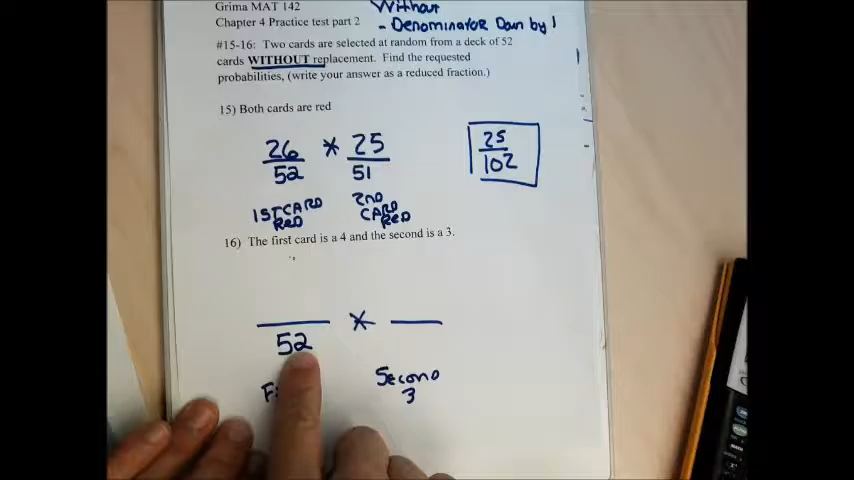 Grima MAT 142
Without
Chapter 4 Practice test part 2
- Denominator Down by 1
#15-16: Two cards are selected at random from a deck of 52
cards WITHOUT replacement. Find the requested
probabilities, (write your answer as a reduced fraction.)
15) Both cards are red
26/52 * 25/51
25/102
1ST CARD RED
2ND CARD RED
16) The first card is a 4 and the second is a 3.
52 *
Second
3